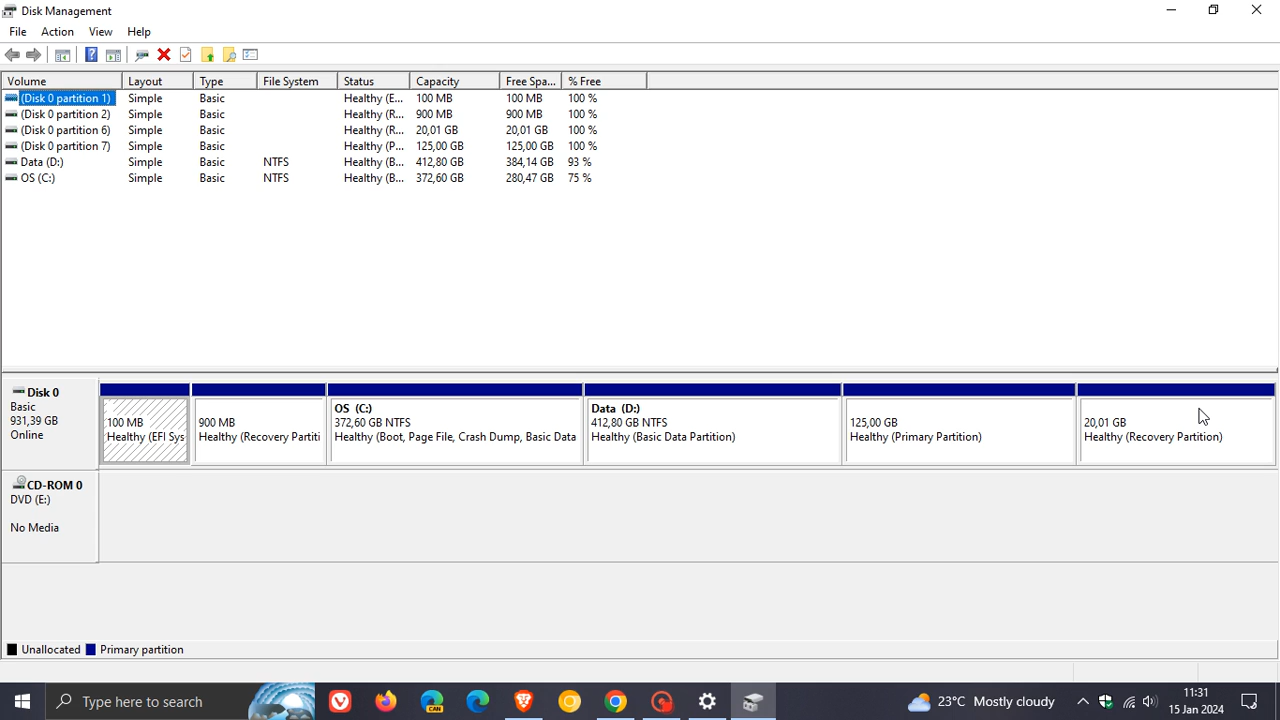 Disk Management
File Action View Help
Volume Layout Type File System Status Capacity Free Spa... % Free
(Disk 0 partition 1) Simple Basic Healthy (E... 100 MB 100 MB 100 %
(Disk 0 partition 2) Simple Basic Healthy (R... 900 MB 900 MB 100 %
(Disk 0 partition 6) Simple Basic Healthy (R... 20,01 GB 20,01 GB 100 %
(Disk 0 partition 7) Simple Basic Healthy (P... 125,00 GB 125,00 GB 100 %
Data (D:) Simple Basic NTFS Healthy (B... 412,80 GB 384,14 GB 93 %
OS (C:) Simple Basic NTFS Healthy (B... 372,60 GB 280,47 GB 75 %
Disk 0
Basic
931,39 GB
Online
100 MB
Healthy (EFI Sys
900 MB
Healthy (Recovery Partiti
OS (C:)
372,60 GB NTFS
Healthy (Boot, Page File, Crash Dump, Basic Data
Data (D:)
412,80 GB NTFS
Healthy (Basic Data Partition)
125,00 GB
Healthy (Primary Partition)
20,01 GB
Healthy (Recovery Partition)
CD-ROM 0
DVD (E:)
No Media
Unallocated Primary partition
Type here to search
CAN
23°C Mostly cloudy
11:31
15 Jan 2024